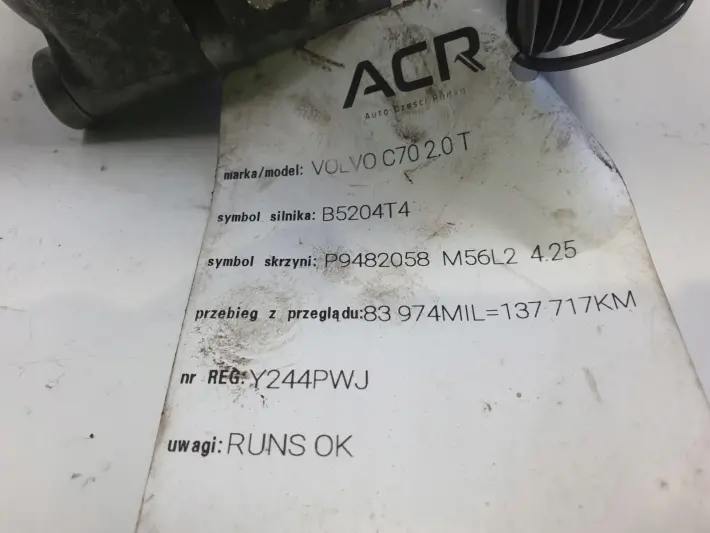 ACR
Auto Części Radku
marka/model: VOLVO C70 2.0 T
symbol silnika: B5204T4
symbol skrzyni: P9482058 M56L2 4.25
przebieg z przeglądu:83 974MIL=137 717KM
nr REG:Y244PWJ
uwagi: RUNS OK